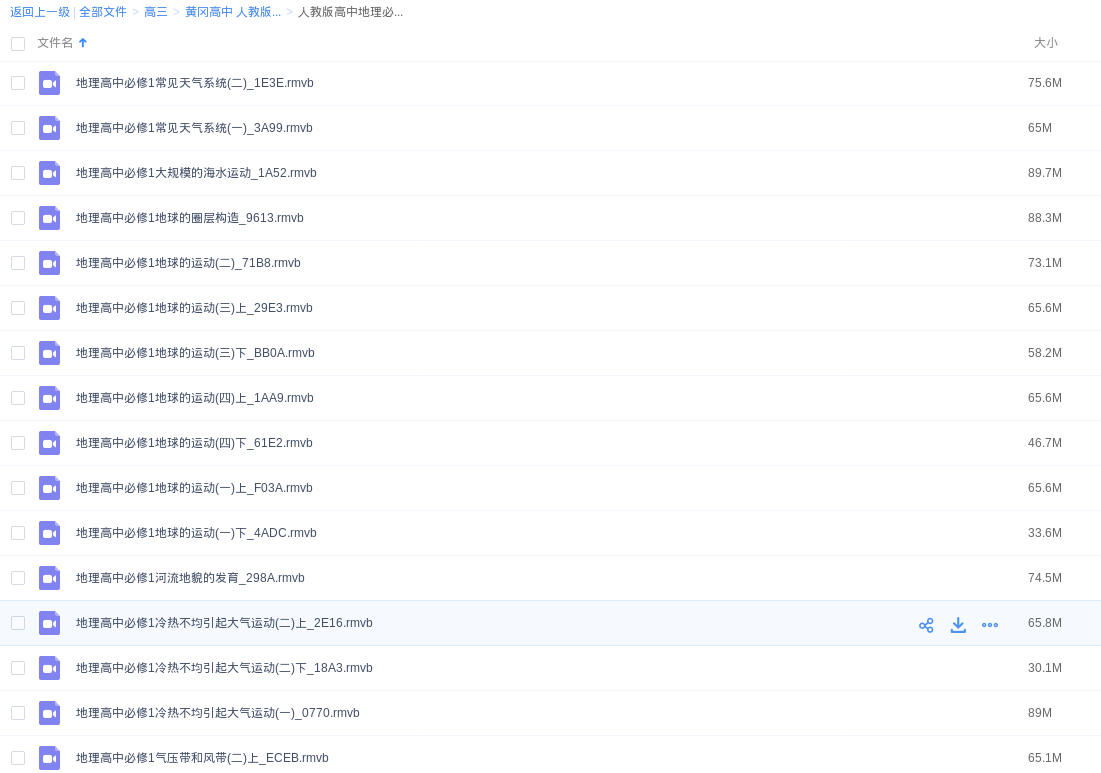 返回上一级 | 全部文件 > 高三 > 黄冈高中 人教版... > 人教版高中地理必...
文件名 大小
地理高中必修1常见天气系统(二)_1E3E.rmvb 75.6M
地理高中必修1常见天气系统(一)_3A99.rmvb 65M
地理高中必修1大规模的海水运动_1A52.rmvb 89.7M
地理高中必修1地球的圈层构造_9613.rmvb 88.3M
地理高中必修1地球的运动(二)_71B8.rmvb 73.1M
地理高中必修1地球的运动(三)上_29E3.rmvb 65.6M
地理高中必修1地球的运动(三)下_BB0A.rmvb 58.2M
地理高中必修1地球的运动(四)上_1AA9.rmvb 65.6M
地理高中必修1地球的运动(四)下_61E2.rmvb 46.7M
地理高中必修1地球的运动(一)上_F03A.rmvb 65.6M
地理高中必修1地球的运动(一)下_4ADC.rmvb 33.6M
地理高中必修1河流地貌的发育_298A.rmvb 74.5M
地理高中必修1冷热不均引起大气运动(二)上_2E16.rmvb 65.8M
地理高中必修1冷热不均引起大气运动(二)下_18A3.rmvb 30.1M
地理高中必修1冷热不均引起大气运动(一)_0770.rmvb 89M
地理高中必修1气压带和风带(二)上_ECEB.rmvb 65.1M